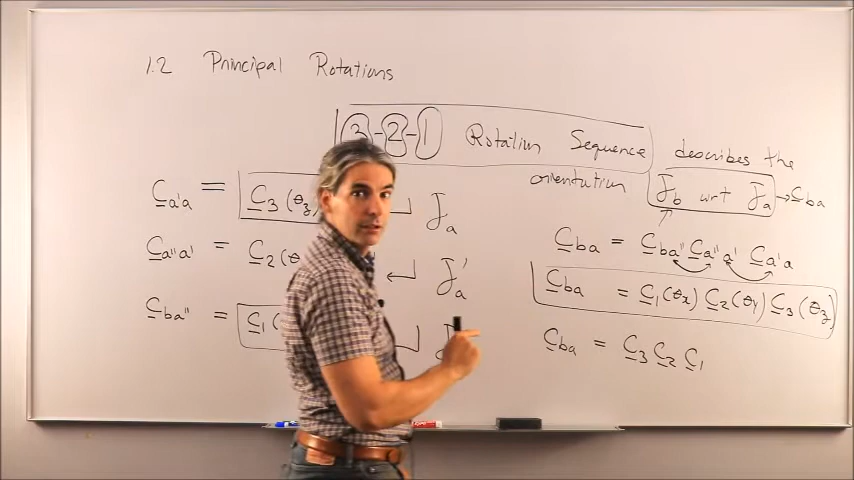 1.2 Principal Rotations
3-2-1 Rotation Sequence describes the
orientation F_b wrt F_a → C_ba
C_a'a = C_3(θ_z) F_a
C_a''a' = C_2(θ F_a'
C_ba'' = C_1(
C_ba = C_ba'' C_a''a' C_a'a
C_ba = C_1(θ_x) C_2(θ_y) C_3(θ_z)
C_ba = C_3 C_2 C_1